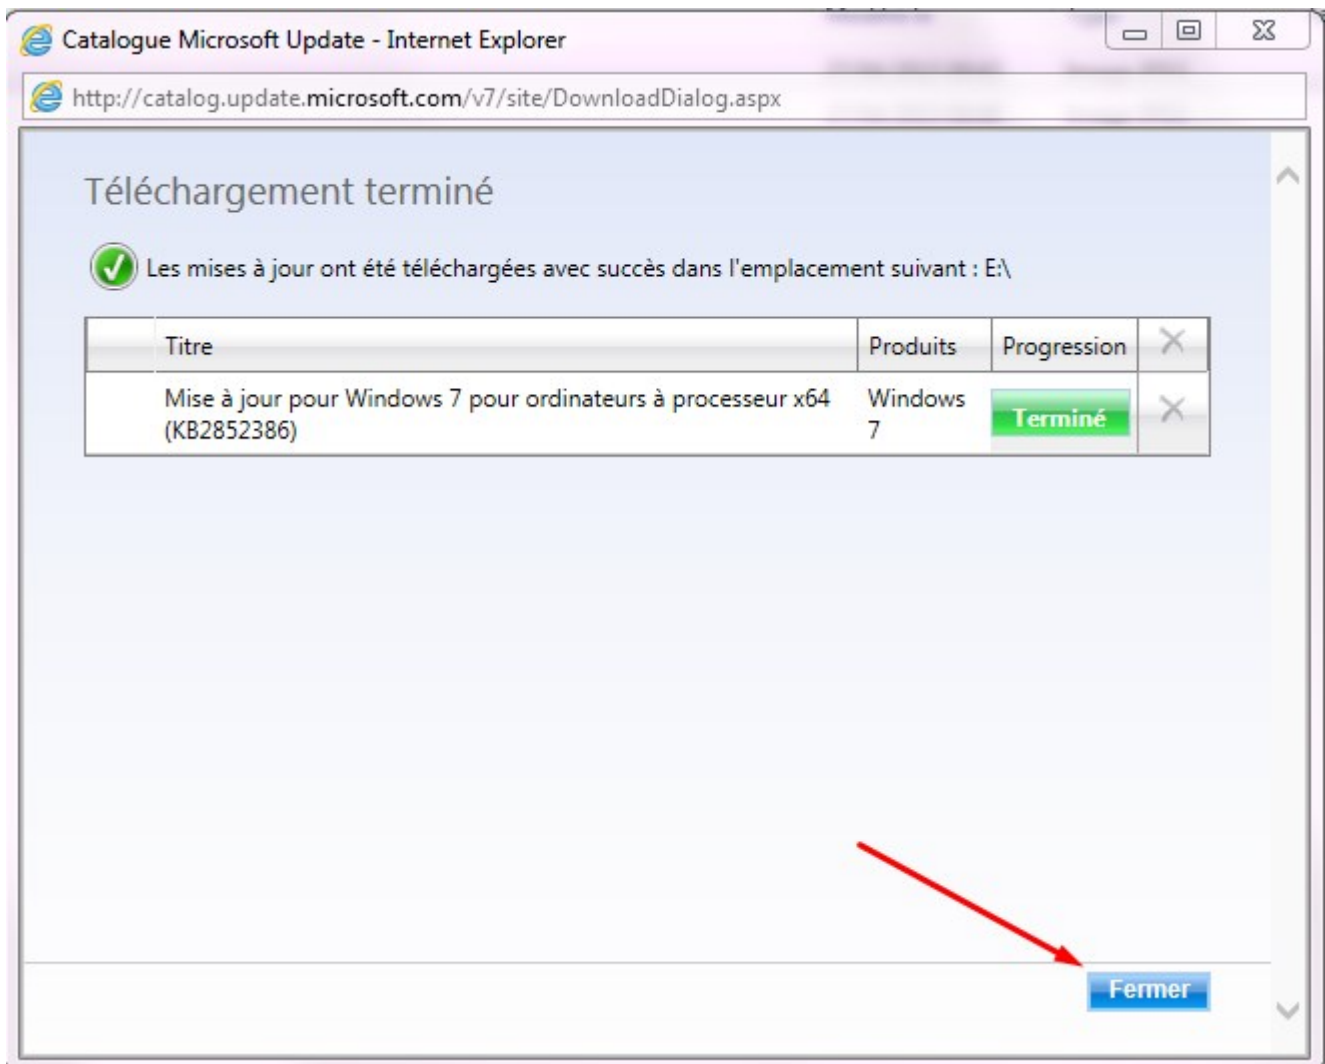 Catalogue Microsoft Update - Internet Explorer
http://catalog.update.microsoft.com/v7/site/DownloadDialog.aspx
Téléchargement terminé
Les mises à jour ont été téléchargées avec succès dans l'emplacement suivant : E:\
Titre Produits Progression
Mise à jour pour Windows 7 pour ordinateurs à processeur x64 Windows
(KB2852386) 7
Terminé
Fermer